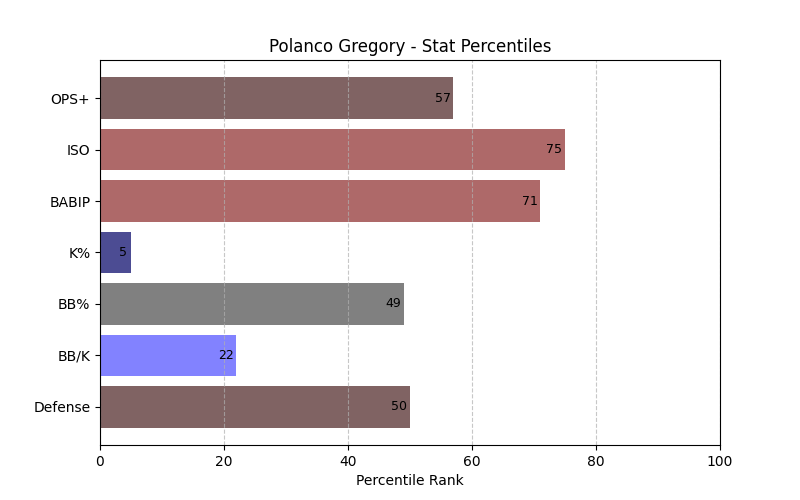 Polanco Gregory - Stat Percentiles
OPS+ 57
ISO 75
BABIP 71
K% 5
BB% 49
BB/K 22
Defense 50
0 20 40 60 80 100
Percentile Rank